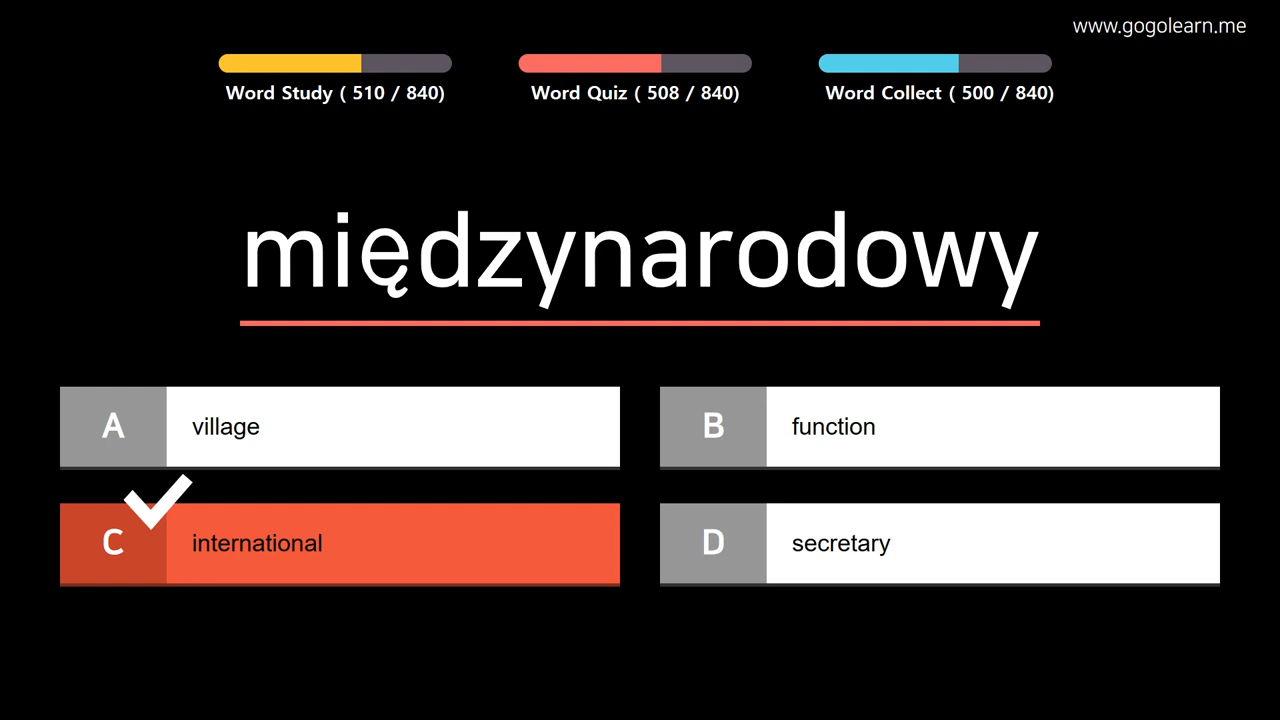 www.gogolearn.me
Word Study ( 510 / 840)
Word Quiz ( 508 / 840)
Word Collect ( 500 / 840)
międzynarodowy
A village
B function
C international
D secretary